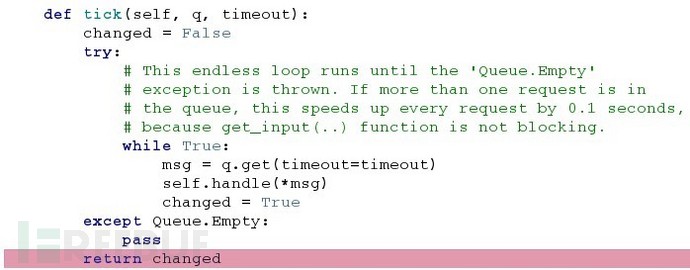 def tick(self, q, timeout):
    changed = False
    try:
        # This endless loop runs until the 'Queue.Empty'
        # exception is thrown. If more than one request is in
        # the queue, this speeds up every request by 0.1 seconds,
        # because get_input(..) function is not blocking.
        while True:
            msg = q.get(timeout=timeout)
            self.handle(*msg)
            changed = True
    except Queue.Empty:
        pass
    return changed
FREEBUF